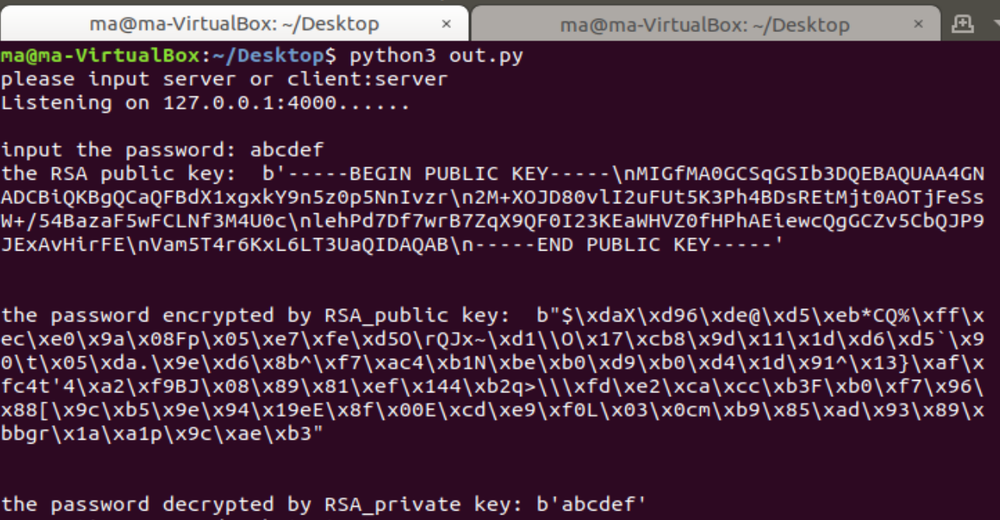 ma@ma-VirtualBox: ~/Desktop × ma@ma-VirtualBox: ~/Desktop ×
ma@ma-VirtualBox:~/Desktop$ python3 out.py
please input server or client:server
Listening on 127.0.0.1:4000......
input the password: abcdef
the RSA public key:  b'-----BEGIN PUBLIC KEY-----\nMIGfMA0GCSqGSIb3DQEBAQUAA4GN
ADCBiQKBgQCaQFBdX1xgxkY9n5z0p5NnIvzr\n2M+XOJD80vlI2uFUt5K3Ph4BDsREtMjt0AOTjFeSs
W+/54BazaF5wFCLNf3M4U0c\nlehPd7Df7wrB7ZqX9QF0I23KEaWHVZ0fHPhAEiewcQgGCZv5CbQJP9
JExAvHirFE\nVam5T4r6KxL6LT3UaQIDAQAB\n-----END PUBLIC KEY-----'
the password encrypted by RSA_public key:  b"$\xdaX\xd96\xde@\xd5\xeb*CQ%\xff\x
ec\xe0\x9a\x08Fp\x05\xe7\xfe\xd5O\rQJx~\xd1\\O\x17\xcb8\x9d\x11\x1d\xd6\xd5`\x9
0\t\x05\xda.\x9e\xd6\x8b^\xf7\xac4\xb1N\xbe\xb0\xd9\xb0\xd4\x1d\x91^\x13}\xaf\x
fc4t'4\xa2\xf9BJ\x08\x89\x81\xef\x144\xb2q>\\\xfd\xe2\xca\xcc\xb3F\xb0\xf7\x96\
x88[\x9c\xb5\x9e\x94\x19eE\x8f\x00E\xcd\xe9\xf0L\x03\x0cm\xb9\x85\xad\x93\x89\x
bbgr\x1a\xa1p\x9c\xae\xb3"
the password decrypted by RSA_private key: b'abcdef'